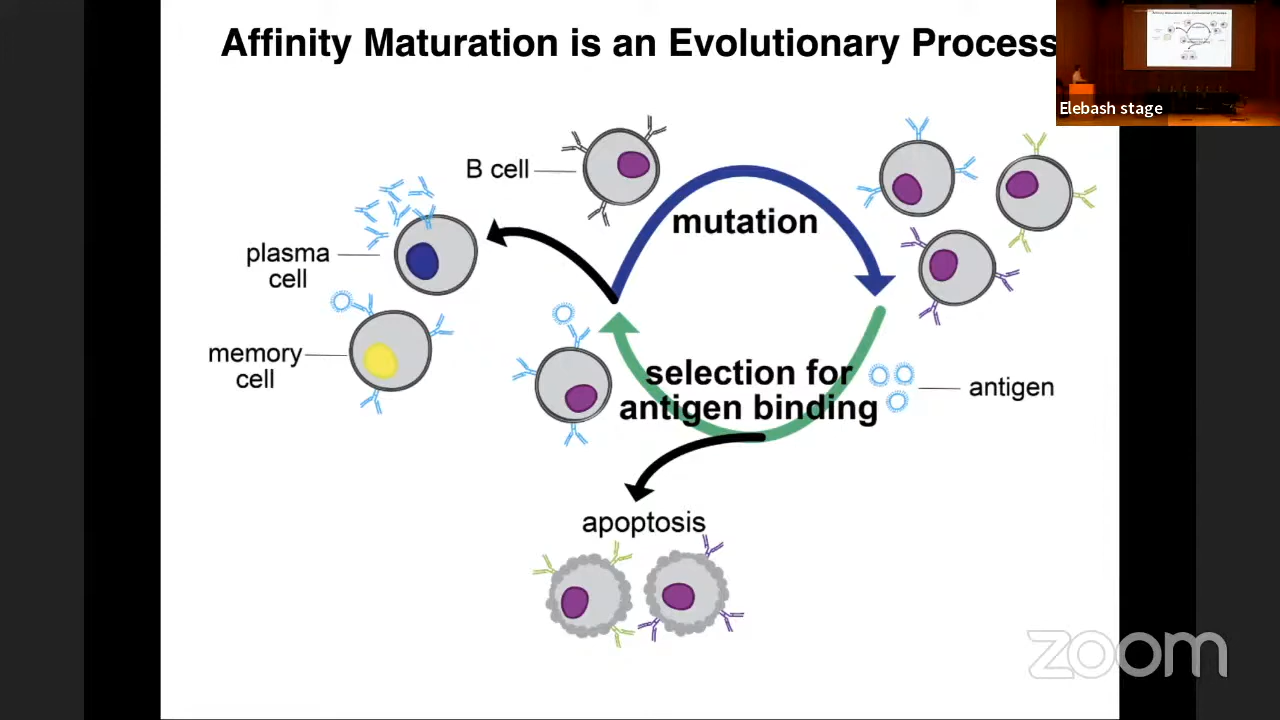 Affinity Maturation is an Evolutionary Process
Elebash stage
B cell
mutation
plasma
cell
memory
cell
selection for
antigen binding
antigen
apoptosis
zoom